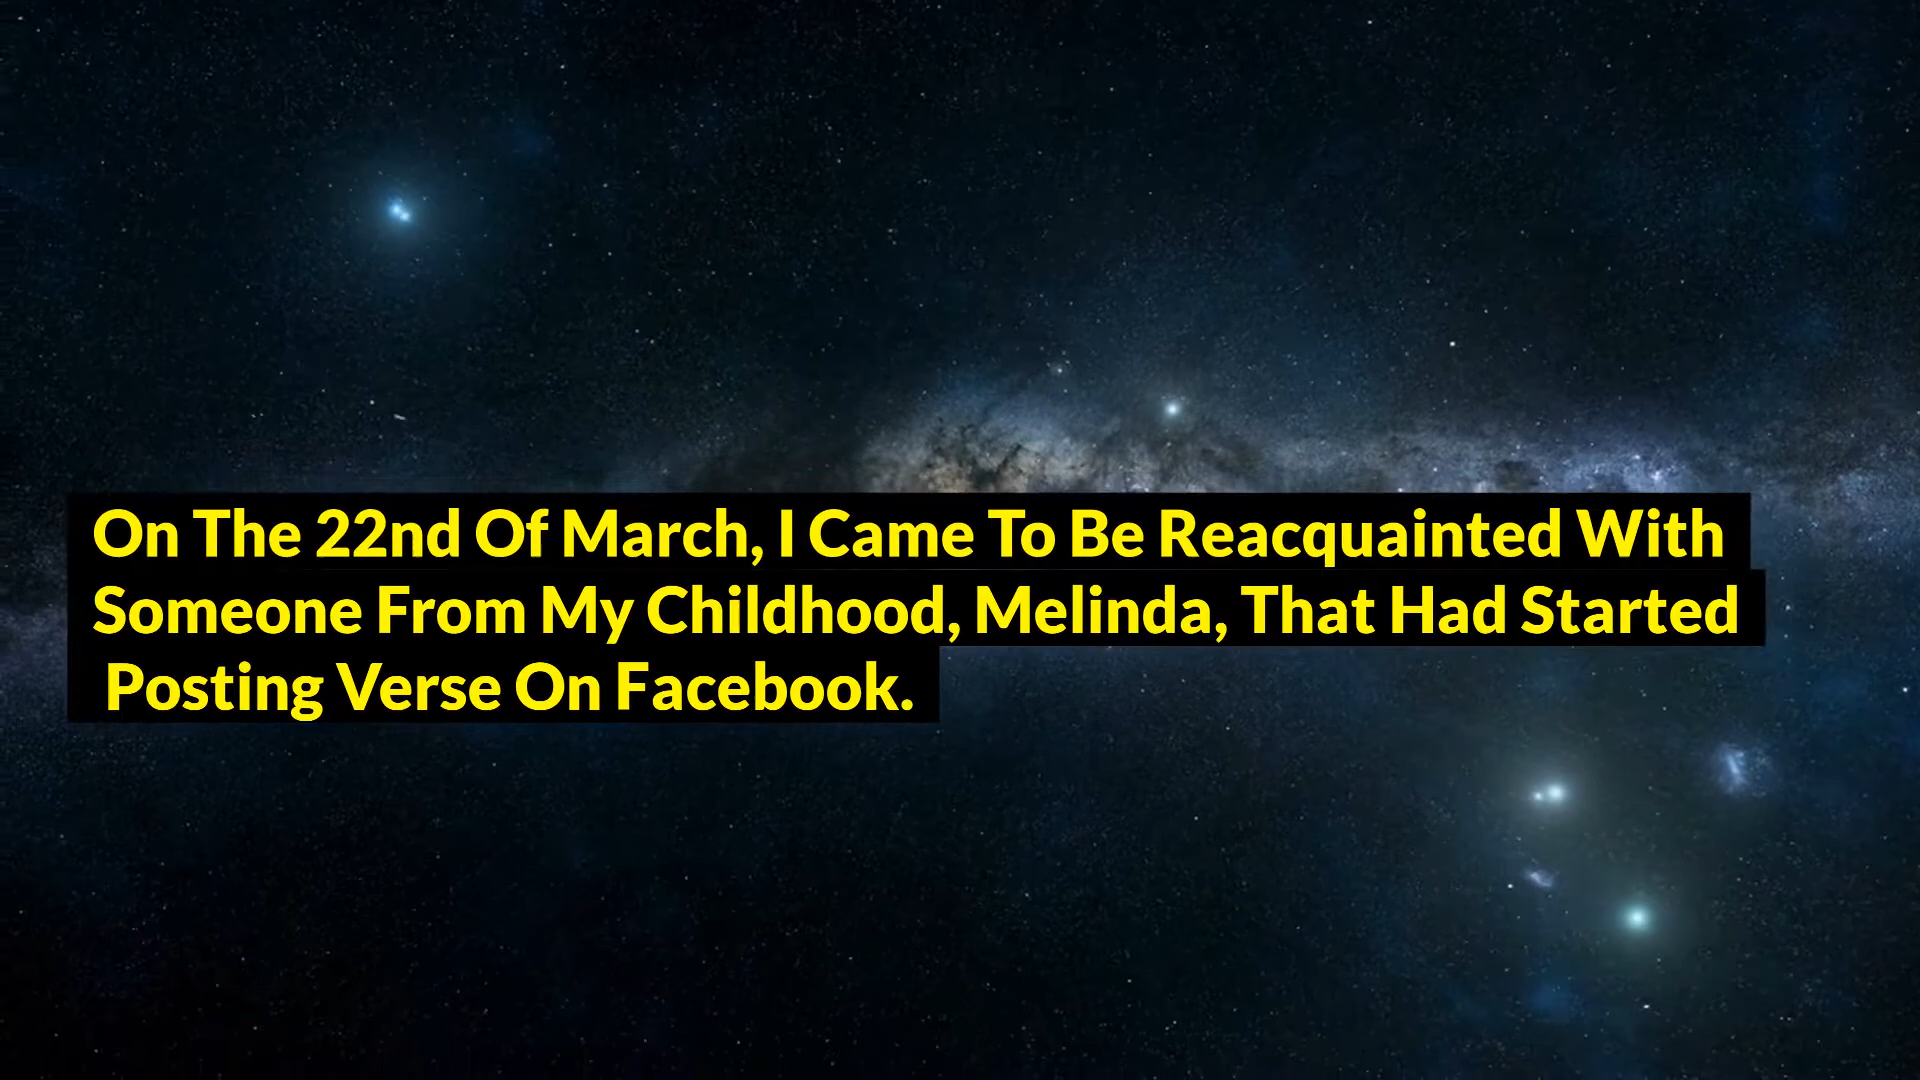 On The 22nd Of March, I Came To Be Reacquainted With
Someone From My Childhood, Melinda, That Had Started
Posting Verse On Facebook.